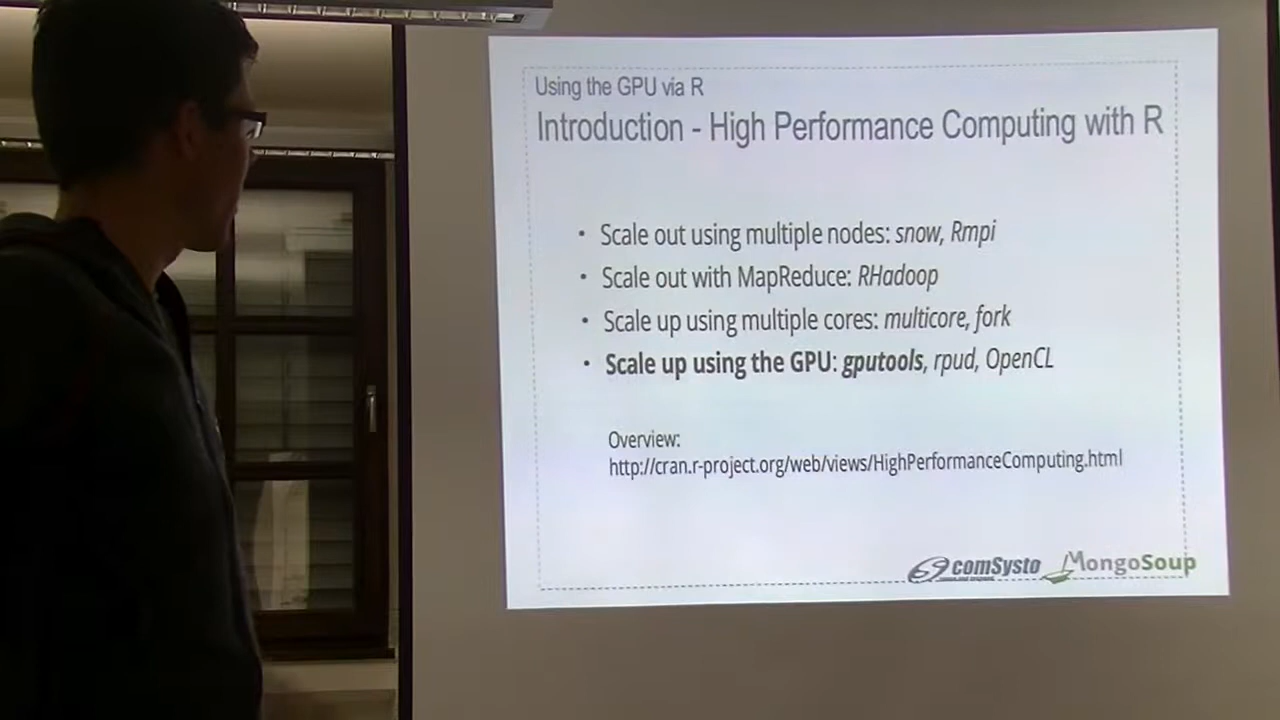 Using the GPU via R
Introduction - High Performance Computing with R
• Scale out using multiple nodes: snow, Rmpi
• Scale out with MapReduce: RHadoop
• Scale up using multiple cores: multicore, fork
• Scale up using the GPU: gputools, rpud, OpenCL
Overview:
http://cran.r-project.org/web/views/HighPerformanceComputing.html
comSysto MongoSoup